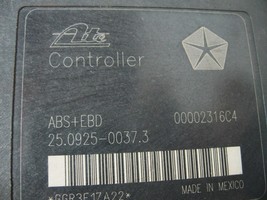 Ate
Controller
ABS+EBD 00002316C4
25.0925-0037.3
MADE IN MEXICO